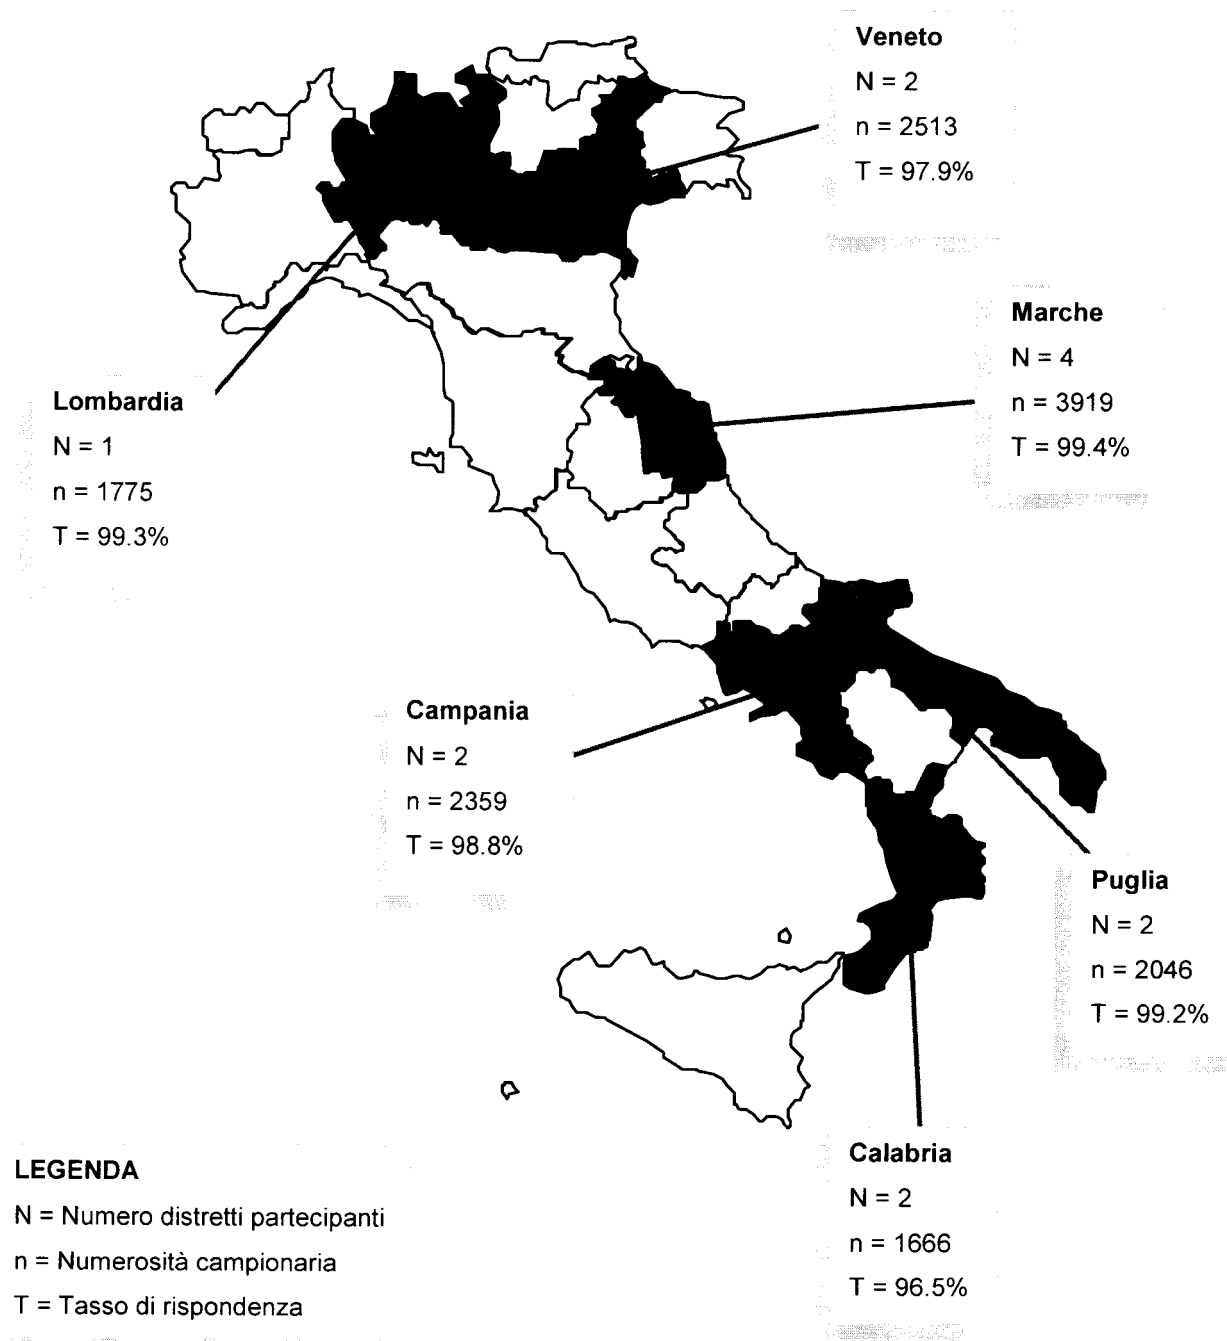 Veneto
N = 2
n = 2513
T = 97.9%
Marche
N = 4
n = 3919
T = 99.4%
Lombardia
N = 1
n = 1775
T = 99.3%
Campania
N = 2
n = 2359
T = 98.8%
Puglia
N = 2
n = 2046
T = 99.2%
Calabria
N = 2
n = 1666
T = 96.5%
LEGENDA
N = Numero distretti partecipanti
n = Numerosità campionaria
T = Tasso di rispondenza